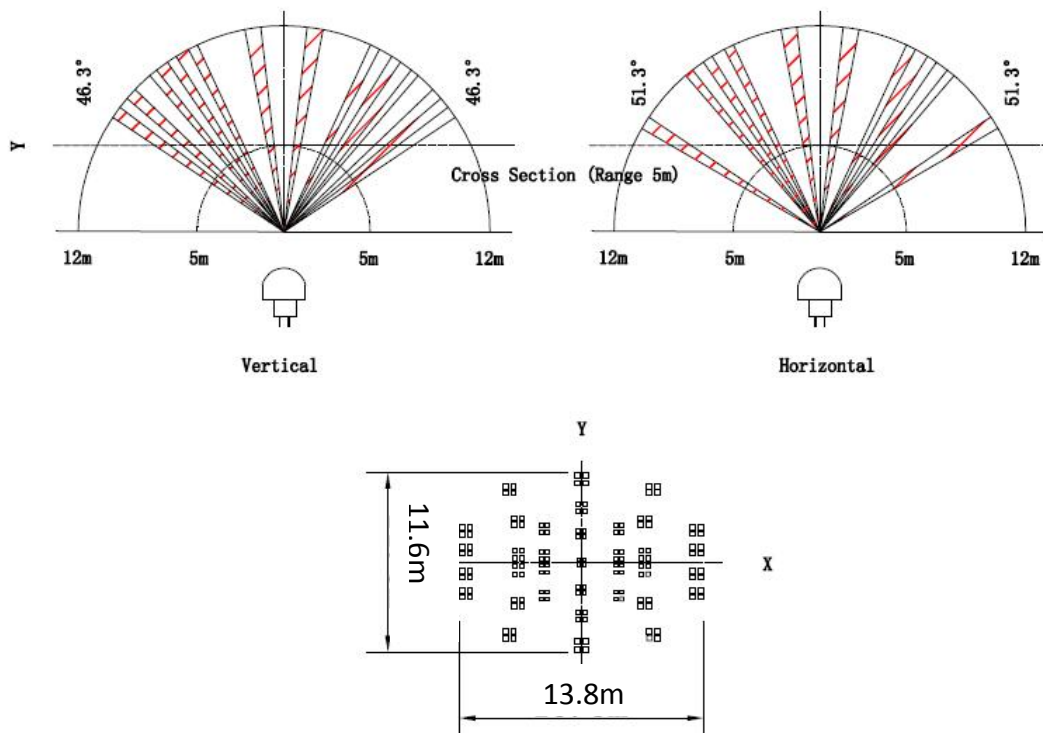 46.3°
46.3°
51.3°
51.3°
Y
Cross Section (Range 5m)
12m
5m
5m
12m
12m
5m
5m
12m
Vertical
Horizontal
Y
11.6m
X
13.8m